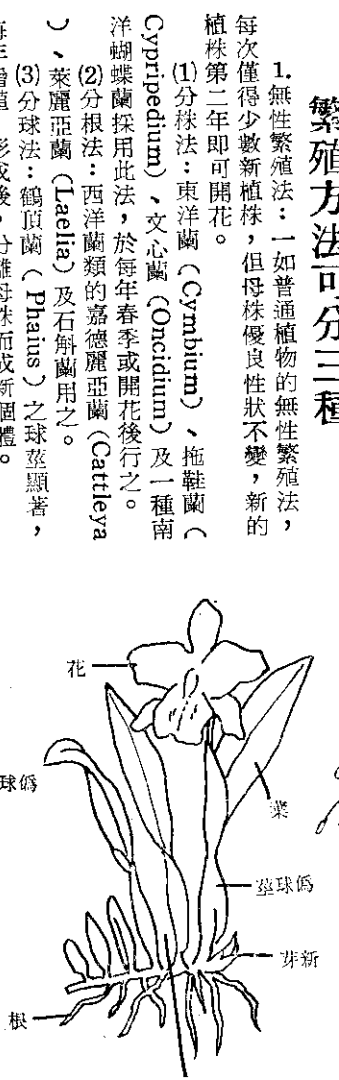 繁殖方法可分三種
1.無性繁殖法：一如普通植物的無性繁殖法，
每次僅得少數新植株，但母株優良性狀不變，新的
植株第二年即可開花。
(1)分株法：東洋蘭（Cymbium）、拖鞋蘭（
Cypripedium）、文心蘭（Oncidium）及一種南
洋蝴蝶蘭採用此法，於每年春季或開花後行之。
(2)分根法：西洋蘭類的嘉德麗亞蘭（Cattleya
）、萊麗亞蘭（Laelia）及石斛蘭用之。
(3)分球法：鶴頂蘭（Phaius）之球莖顯著，
形成後，分離母株而成新個體。
花
葉
球僞
莖球僞
芽新
根